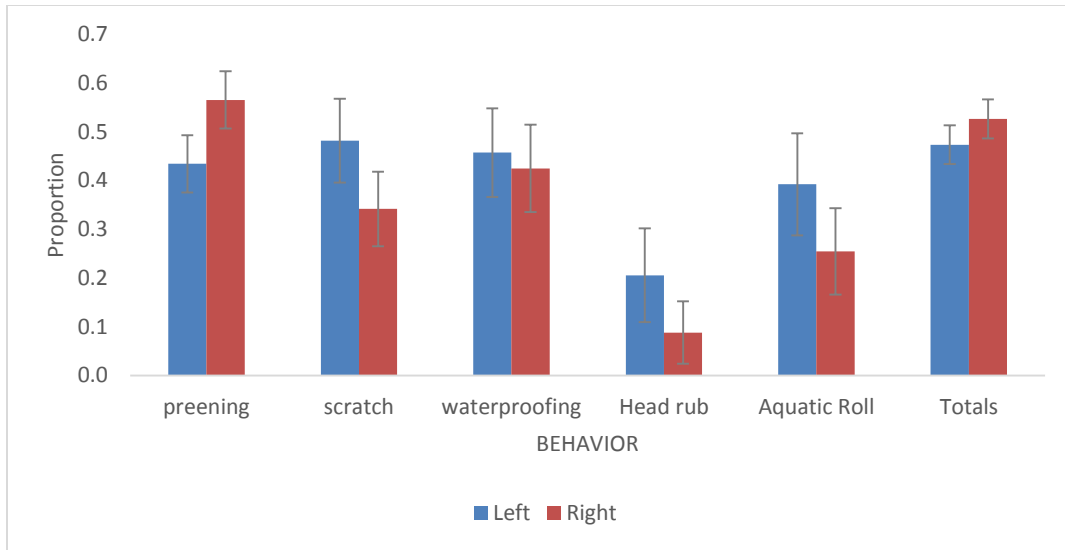 0.7
0.6
0.5
0.4
0.3
0.2
0.1
0.0
Proportion
preening scratch waterproofing Head rub Aquatic Roll Totals
BEHAVIOR
Left Right